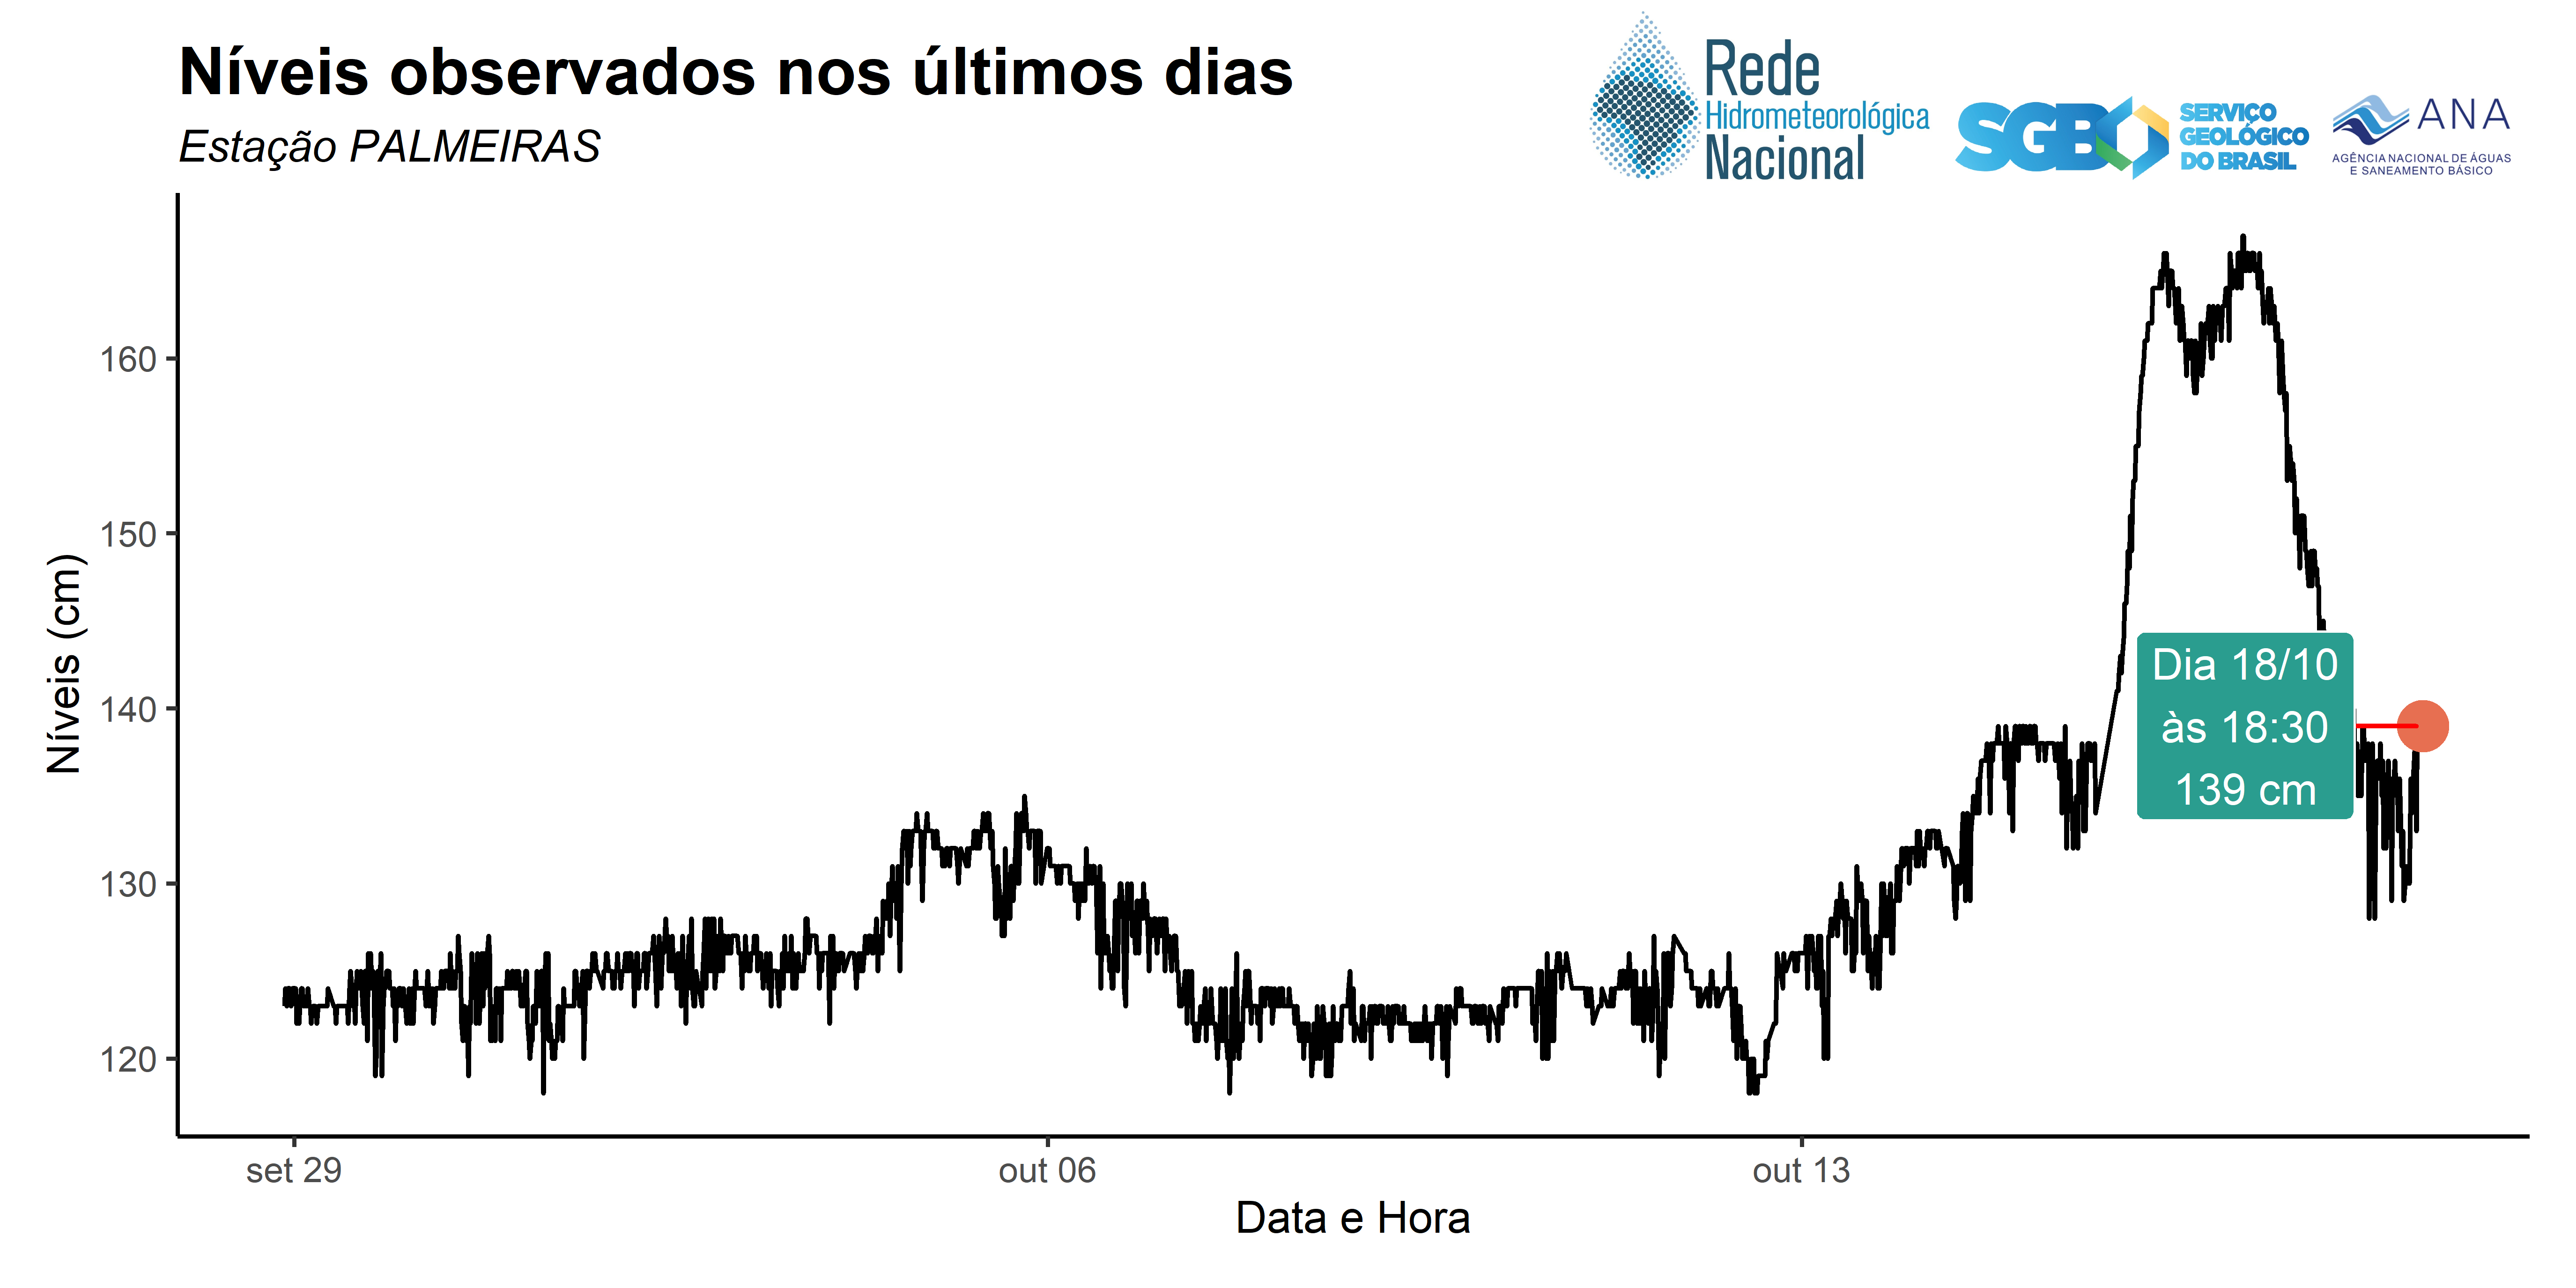 Níveis observados nos últimos dias
Estação PALMEIRAS
Rede
Hidrometeorológica
Nacional
SGB
SERVIÇO
GEOLÓGICO
DO BRASIL
ANA
AGÊNCIA NACIONAL DE ÁGUAS
E SANEAMENTO BÁSICO
Níveis (cm)
160
150
140
130
120
Dia 18/10
às 18:30
139 cm
set 29
out 06
out 13
Data e Hora